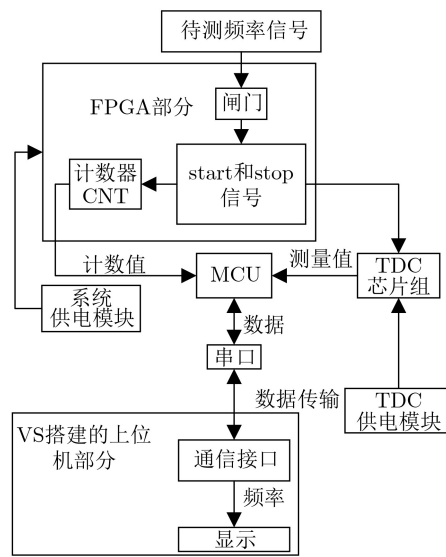 待测频率信号
FPGA部分
闸门
计数器
CNT
start和stop
信号
计数值
MCU
测量值
TDC
芯片组
系统
供电模块
数据
串口
数据传输
TDC
供电模块
VS搭建的上位
机部分
通信接口
频率
显示